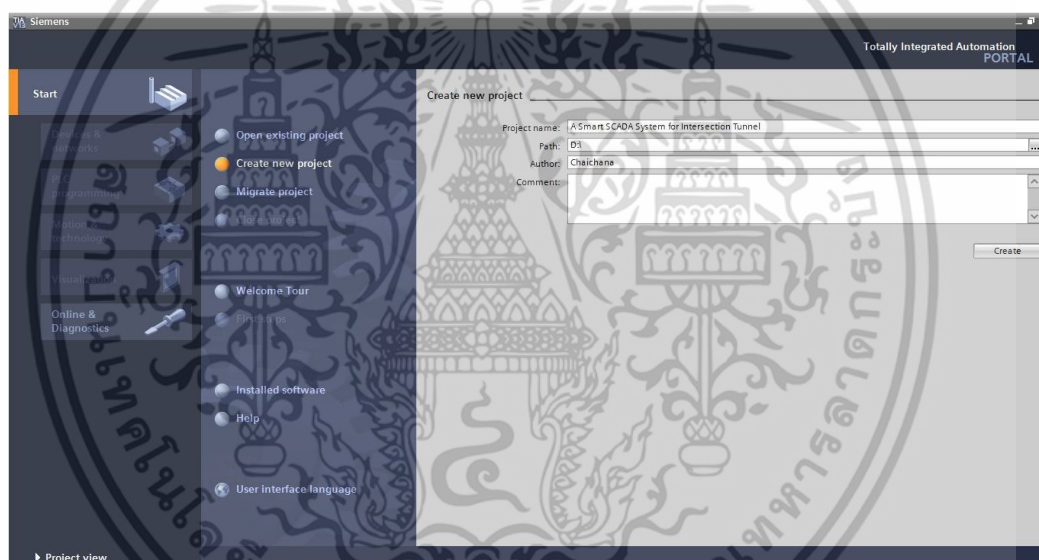 TIA V13 Siemens
Totally Integrated Automation
PORTAL
Start
Devices &
networks
PLC
programming
Motion &
technology
Visualization
Online &
Diagnostics
Open existing project
Create new project
Migrate project
Close project
Welcome Tour
First steps
Installed software
Help
User interface language
Create new project
Project name: A Smart SCADA System for Intersection Tunnel
Path: D:\
...
Author: Chaichana
Comment:
Create
Project view